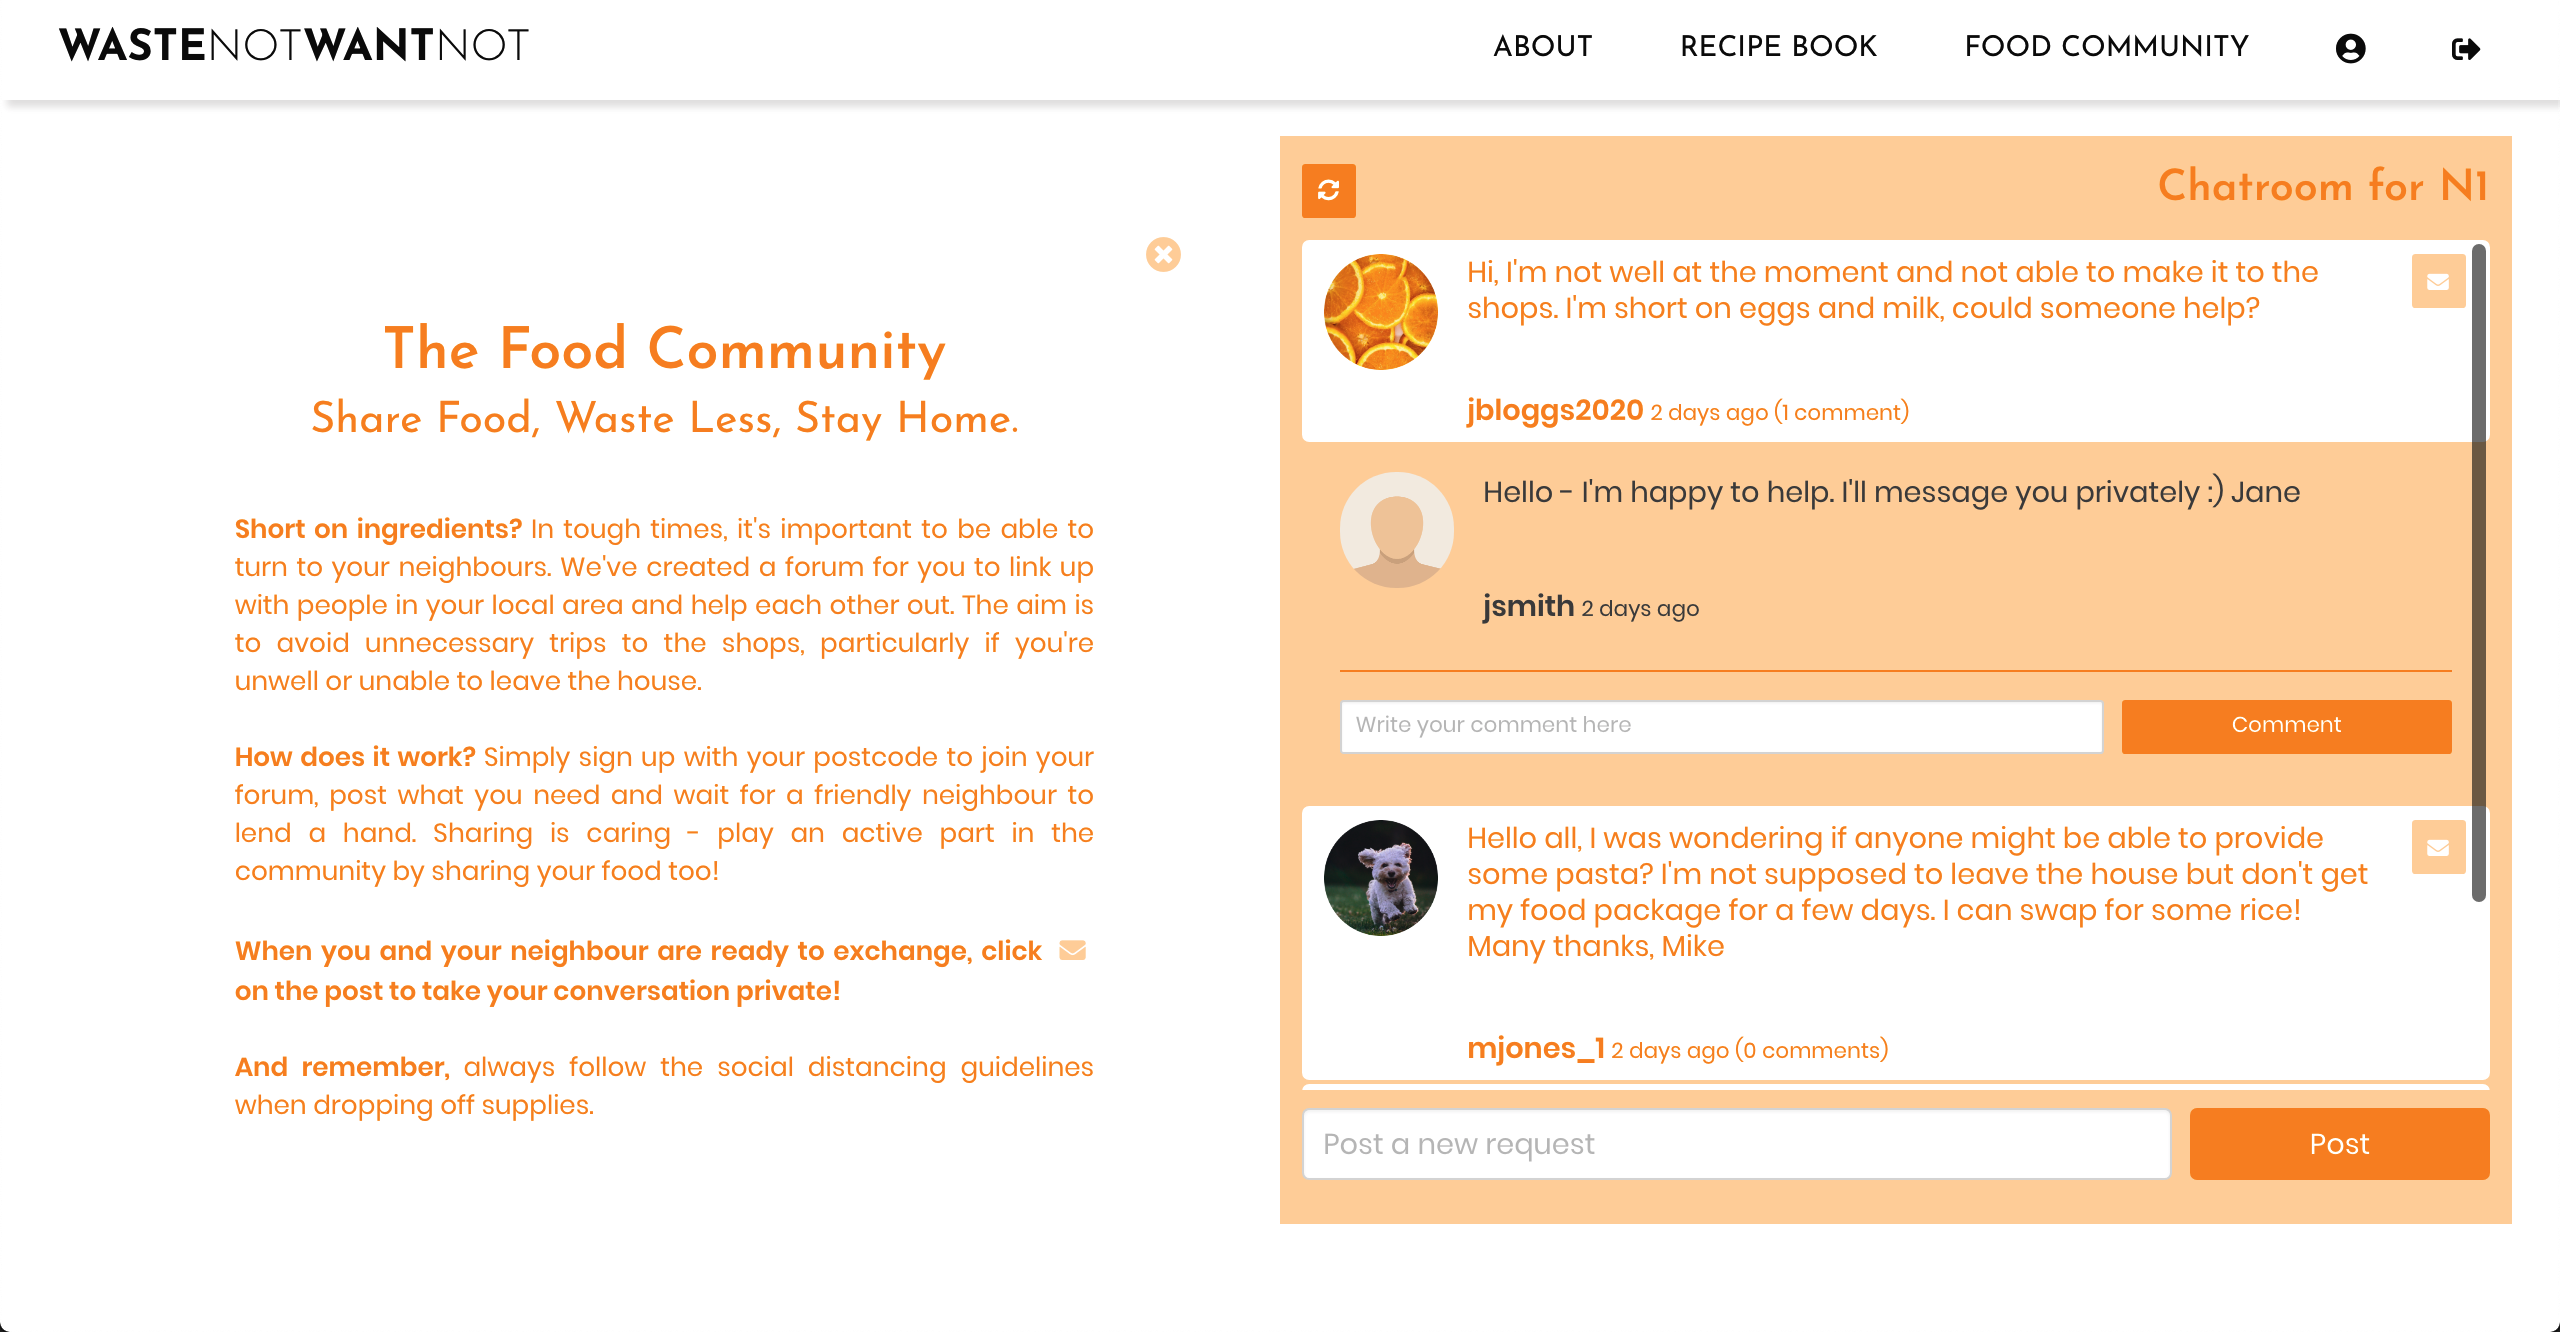 WASTENOTWANTNOT
ABOUT
RECIPE BOOK
FOOD COMMUNITY
The Food Community
Share Food, Waste Less, Stay Home.
Short on ingredients? In tough times, it's important to be able to
turn to your neighbours. We've created a forum for you to link up
with people in your local area and help each other out. The aim is
to avoid unnecessary trips to the shops, particularly if you're
unwell or unable to leave the house.
How does it work? Simply sign up with your postcode to join your
forum, post what you need and wait for a friendly neighbour to
lend a hand. Sharing is caring - play an active part in the
community by sharing your food too!
When you and your neighbour are ready to exchange, click
on the post to take your conversation private!
And remember, always follow the social distancing guidelines
when dropping off supplies.
Chatroom for N1
Hi, I'm not well at the moment and not able to make it to the
shops. I'm short on eggs and milk, could someone help?
jbloggs2020 2 days ago (1 comment)
Hello - I'm happy to help. I'll message you privately :) Jane
jsmith 2 days ago
Write your comment here
Comment
Hello all, I was wondering if anyone might be able to provide
some pasta? I'm not supposed to leave the house but don't get
my food package for a few days. I can swap for some rice!
Many thanks, Mike
mjones_1 2 days ago (0 comments)
Post a new request
Post